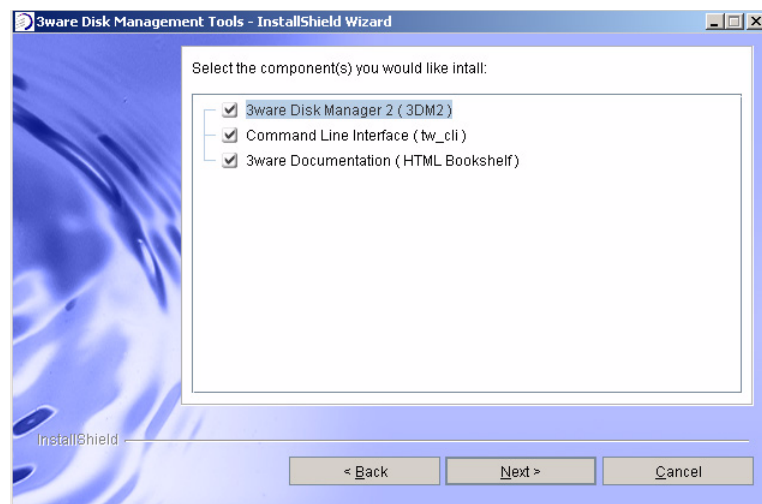 3ware Disk Management Tools - InstallShield Wizard
Select the component(s) you would like intall:
3ware Disk Manager 2 ( 3DM2 )
Command Line Interface ( tw_cli )
3ware Documentation ( HTML Bookshelf )
InstallShield
< Back Next > Cancel